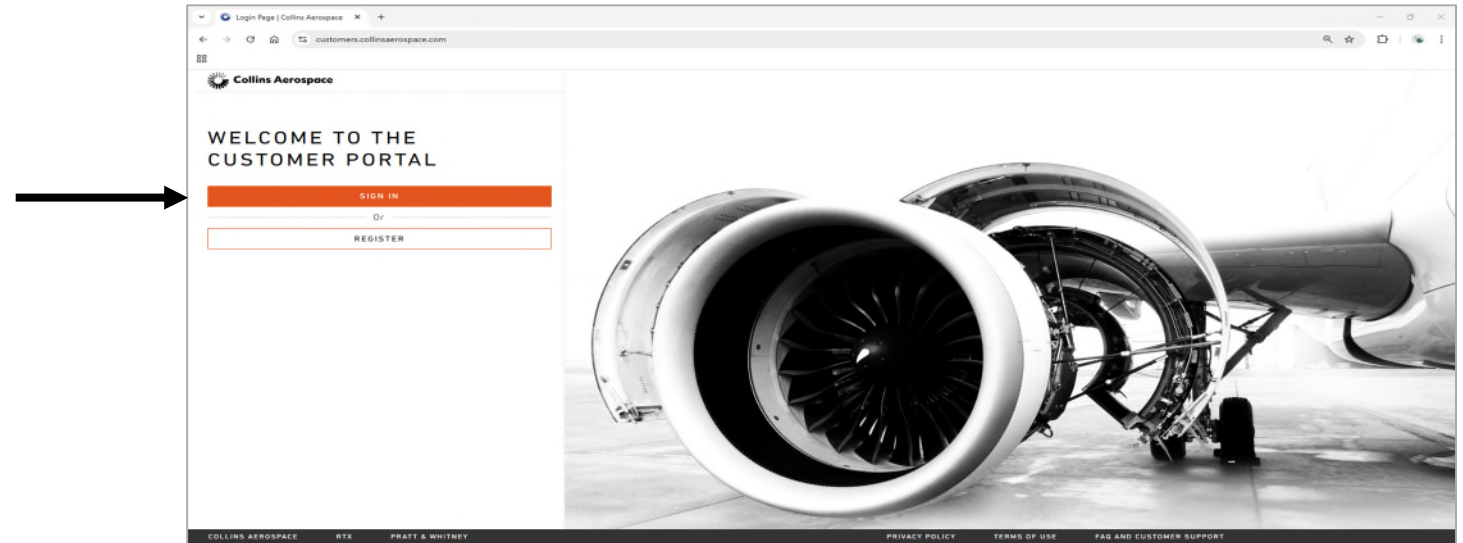 Login Page | Collins Aerospace
customers.collinsaerospace.com
Collins Aerospace
WELCOME TO THE
CUSTOMER PORTAL
SIGN IN
Or
REGISTER
COLLINS AEROSPACE RTX PRATT & WHITNEY PRIVACY POLICY TERMS OF USE FAQ AND CUSTOMER SUPPORT